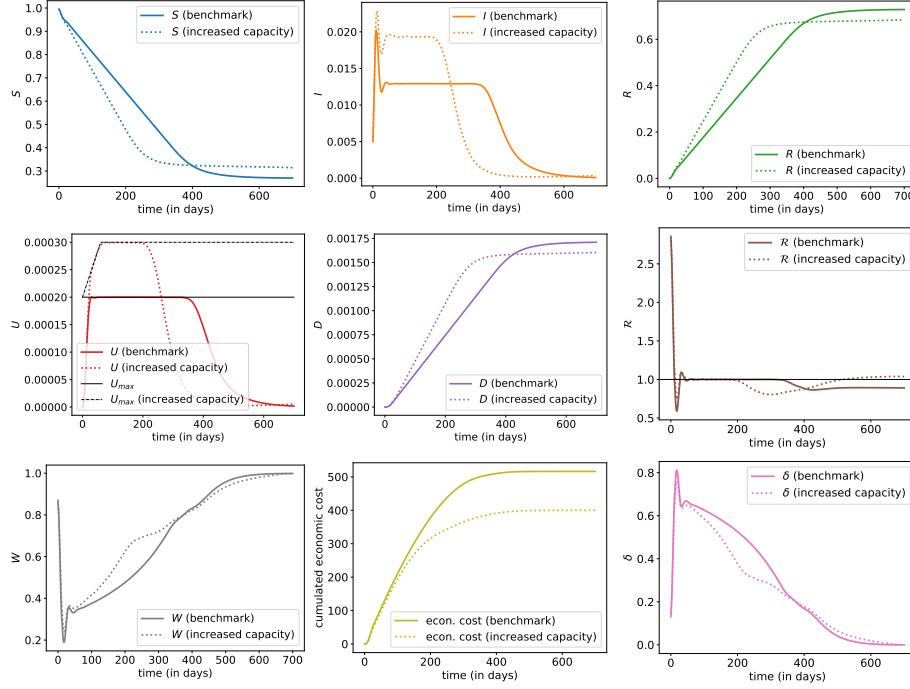 S (benchmark)
S (increased capacity)
S
1.0
0.9
0.8
0.7
0.6
0.5
0.4
0.3
0 200 400 600
time (in days)
I (benchmark)
I (increased capacity)
I
0.020
0.015
0.010
0.005
0.000
0 200 400 600
time (in days)
R
0.6
0.4
0.2
0.0
R (benchmark)
R (increased capacity)
0 100 200 300 400 500 600 700
time (in days)
U
0.00030
0.00025
0.00020
0.00015
0.00010
0.00005
0.00000
U (benchmark)
U (increased capacity)
Umax
Umax (increased capacity)
0 200 400 600
time (in days)
D
0.00175
0.00150
0.00125
0.00100
0.00075
0.00050
0.00025
0.00000
D (benchmark)
D (increased capacity)
0 200 400 600
time (in days)
ℛ (benchmark)
ℛ (increased capacity)
ℛ
2.5
2.0
1.5
1.0
0.5
0 200 400 600
time (in days)
W
1.0
0.8
0.6
0.4
0.2
W (benchmark)
W (increased capacity)
0 100 200 300 400 500 600 700
time (in days)
cumulated economic cost
500
400
300
200
100
0
econ. cost (benchmark)
econ. cost (increased capacity)
0 200 400 600
time (in days)
δ (benchmark)
δ (increased capacity)
δ
0.8
0.6
0.4
0.2
0.0
0 200 400 600
time (in days)